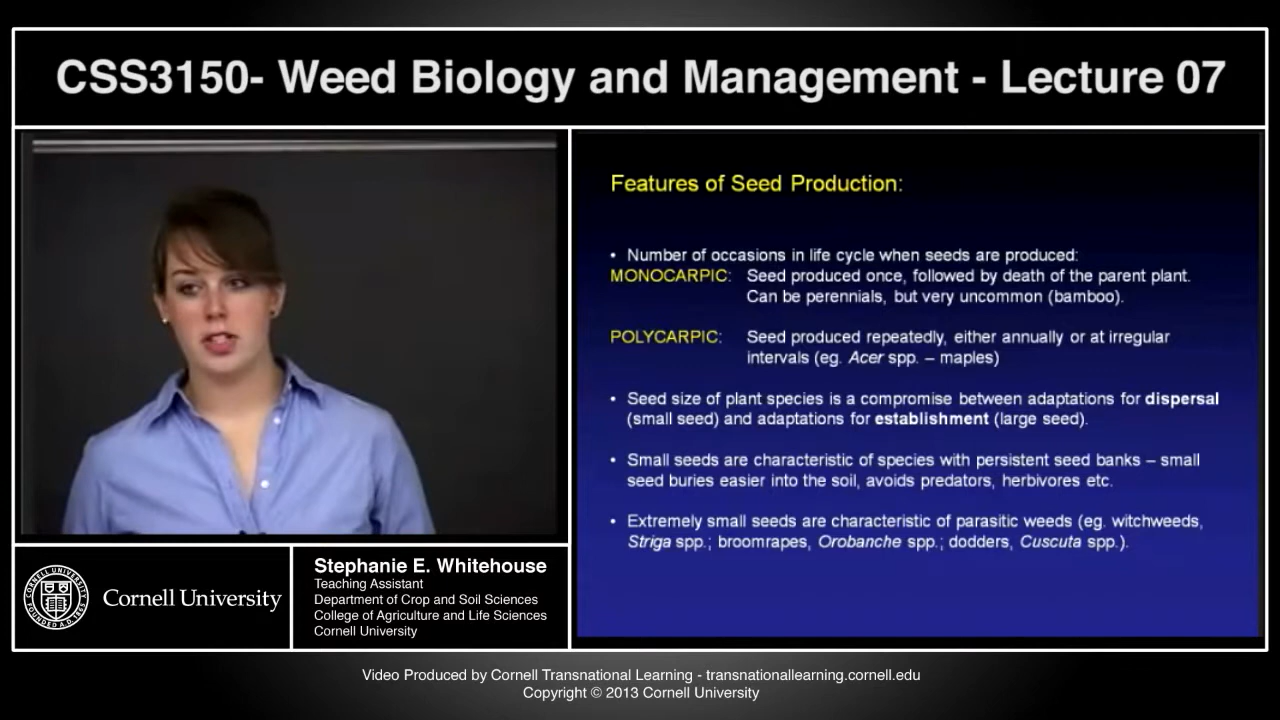 CSS3150- Weed Biology and Management - Lecture 07
Features of Seed Production:
• Number of occasions in life cycle when seeds are produced:
MONOCARPIC: Seed produced once, followed by death of the parent plant.
Can be perennials, but very uncommon (bamboo).
POLYCARPIC: Seed produced repeatedly, either annually or at irregular
intervals (eg. Acer spp. – maples)
• Seed size of plant species is a compromise between adaptations for dispersal
(small seed) and adaptations for establishment (large seed).
• Small seeds are characteristic of species with persistent seed banks – small
seed buries easier into the soil, avoids predators, herbivores etc.
• Extremely small seeds are characteristic of parasitic weeds (eg. witchweeds,
Striga spp.; broomrapes, Orobanche spp.; dodders, Cuscuta spp.).
Cornell University
Stephanie E. Whitehouse
Teaching Assistant
Department of Crop and Soil Sciences
College of Agriculture and Life Sciences
Cornell University
Video Produced by Cornell Transnational Learning - transnationallearning.cornell.edu
Copyright © 2013 Cornell University